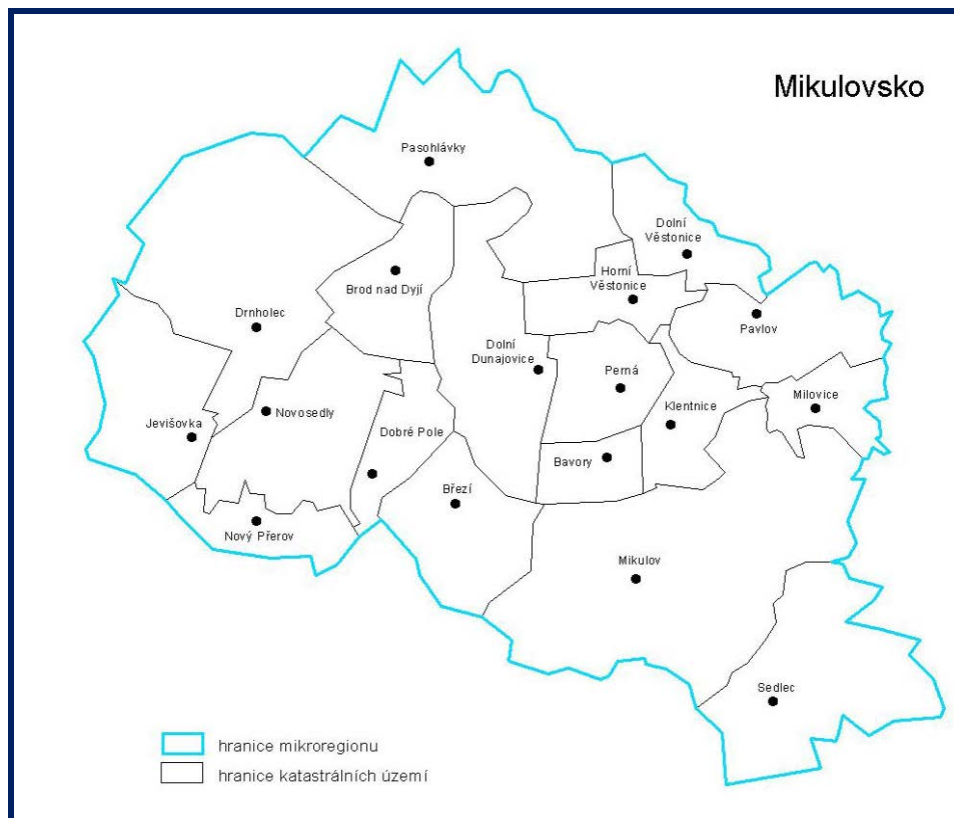 Mikulovsko
Pasohlávky
Dolní
Věstonice
Brod nad Dyjí
Horní
Věstonice
Drnholec
Pavlov
Dolní
Dunajovice
Perná
Milovice
Klentnice
Novosedly
Jevišovka
Dobré Pole
Bavory
Březí
Nový Přerov
Mikulov
Sedlec
hranice mikroregionu
hranice katastrálních území